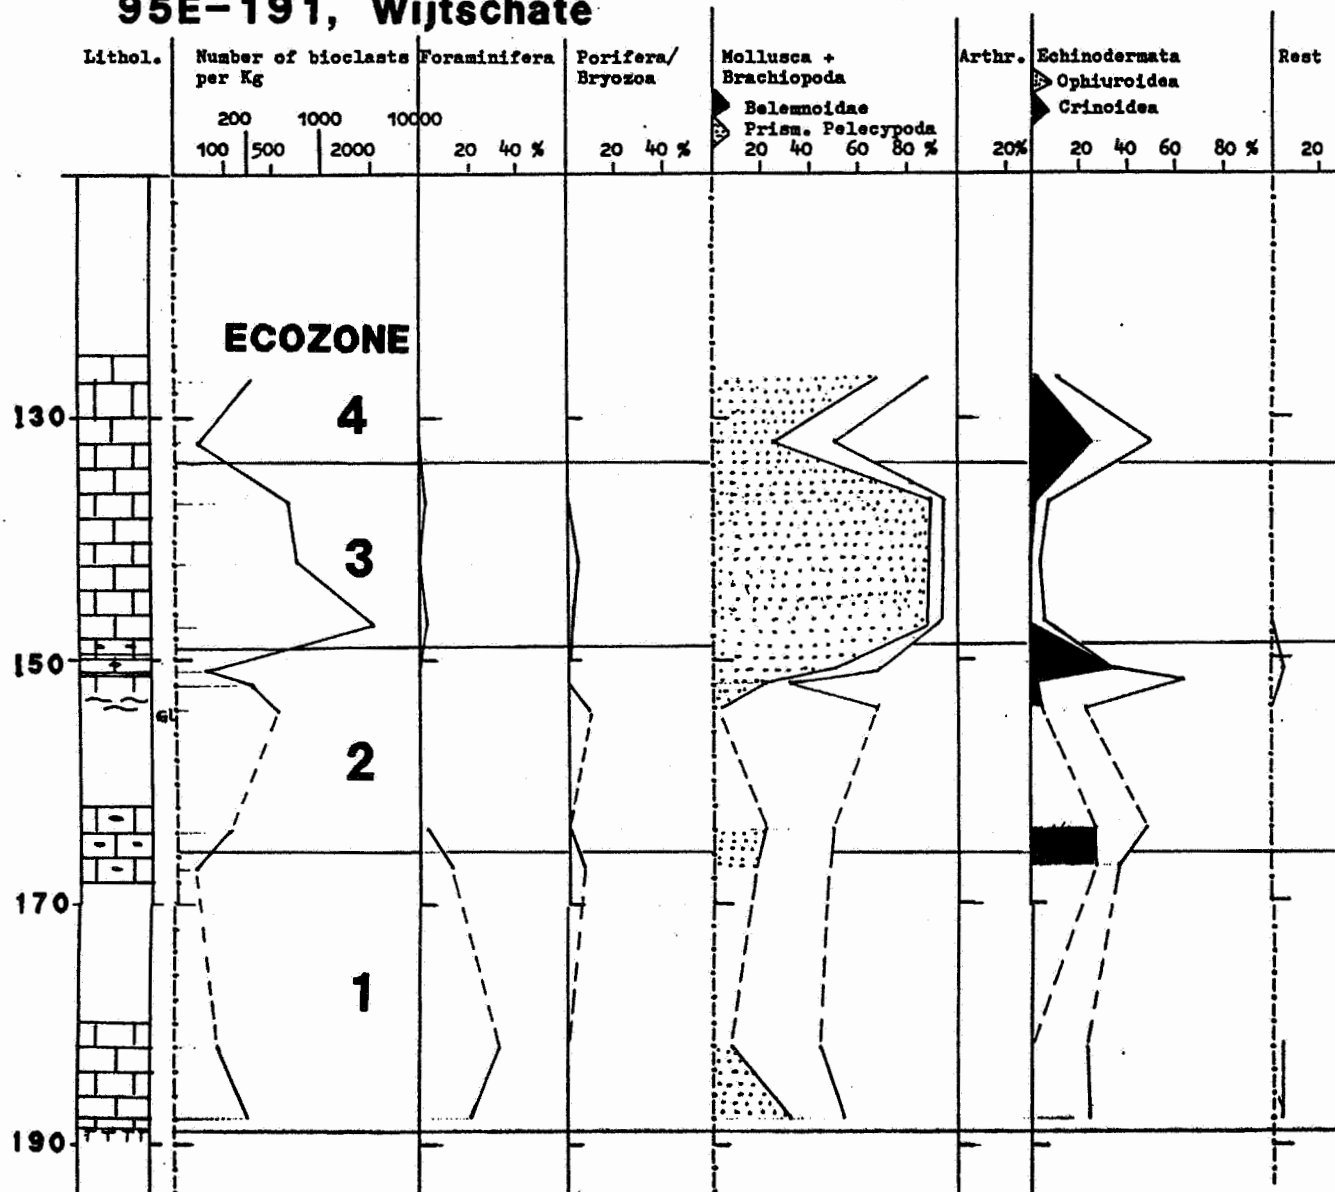 95E-191, Wijtschate
Lithol. Number of bioclasts per Kg Foraminifera Porifera/ Bryozoa Mollusca + Brachiopoda Arthr. Echinodermata Rest
Ophiuroidea
Belemnoidae Crinoidea
200 1000 10000 Prism. Pelecypoda
100 500 2000 20 40 % 20 40 % 20 40 60 80 % 20% 20 40 60 80 % 20
ECOZONE
4
130
3
150
GL
2
170
1
190